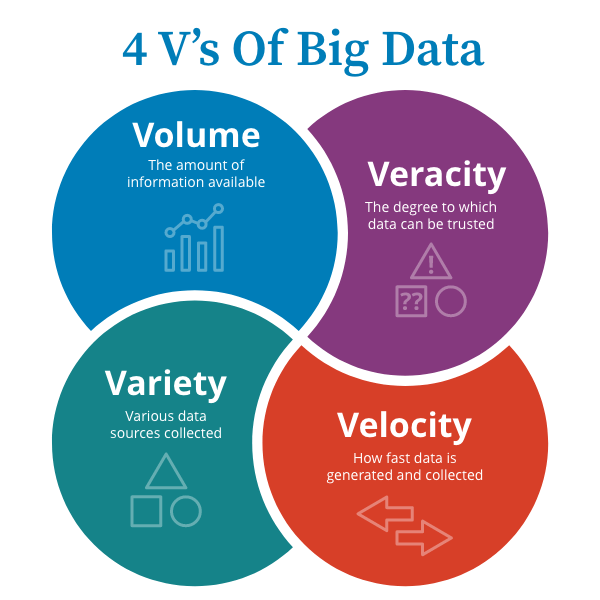 4 V’s Of Big Data
Volume
The amount of
information available
Veracity
The degree to which
data can be trusted
!
??
Variety
Various data
sources collected
Velocity
How fast data is
generated and collected